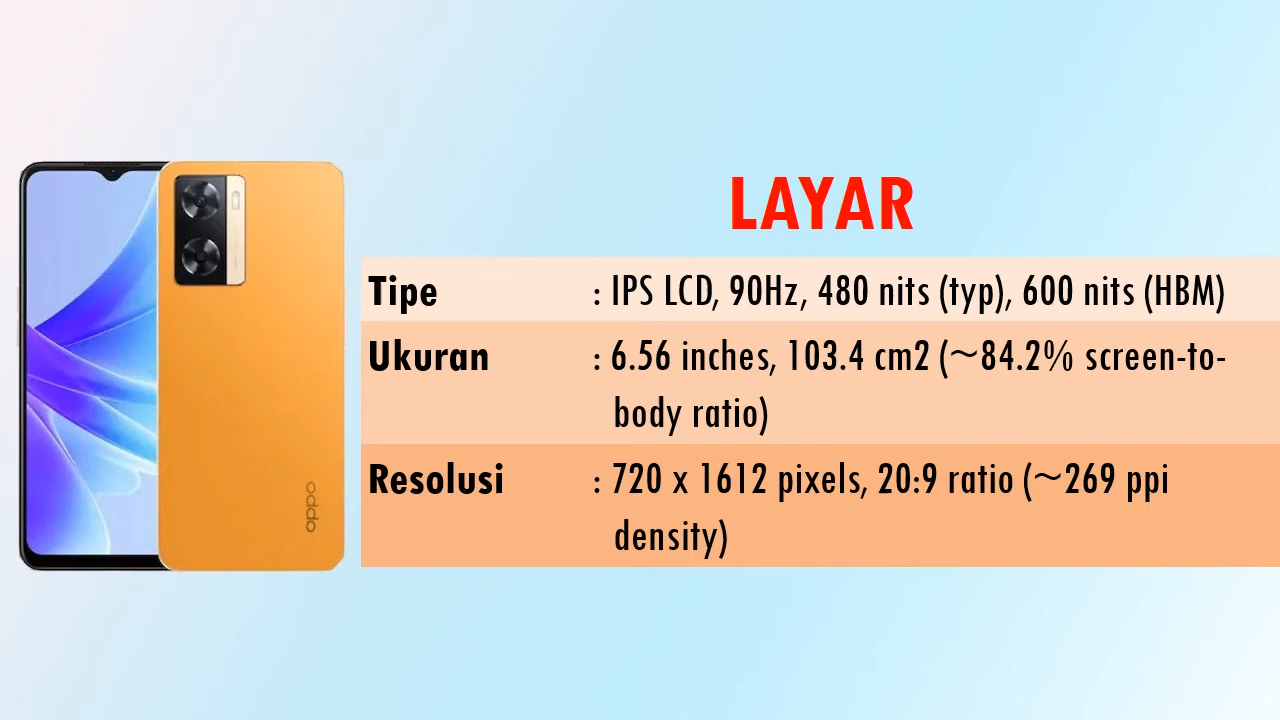 LAYAR
Tipe : IPS LCD, 90Hz, 480 nits (typ), 600 nits (HBM)
Ukuran : 6.56 inches, 103.4 cm2 (~84.2% screen-to-
body ratio)
Resolusi : 720 x 1612 pixels, 20:9 ratio (~269 ppi
density)
oppo